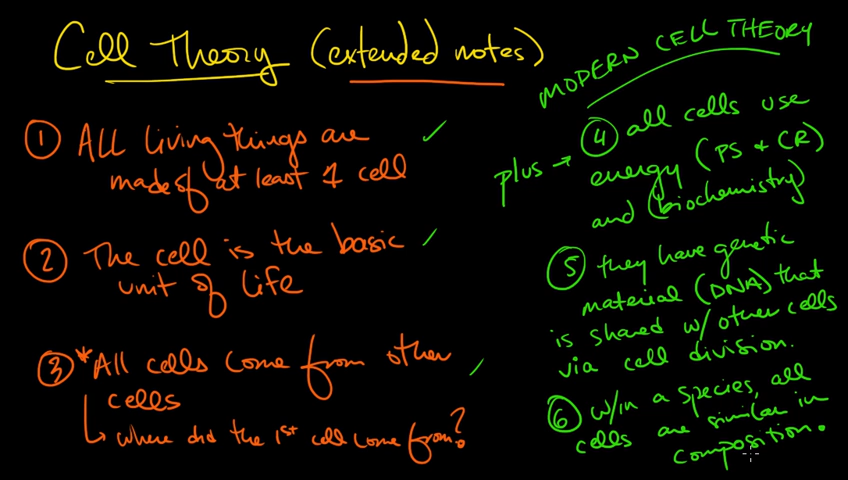 Cell Theory (extended notes)
① ALL living things are
made of at least 1 cell
② The cell is the basic
unit of life
③ *All cells come from other
cells
↳ where did the 1st cell come from?
MODERN CELL THEORY
plus → ④ all cells use
energy (PS + CR)
and (biochemistry)
⑤ they have genetic
material (DNA) that
is shared w/ other cells
via cell division.
⑥ w/in a species, all
cells are similar in
composition.